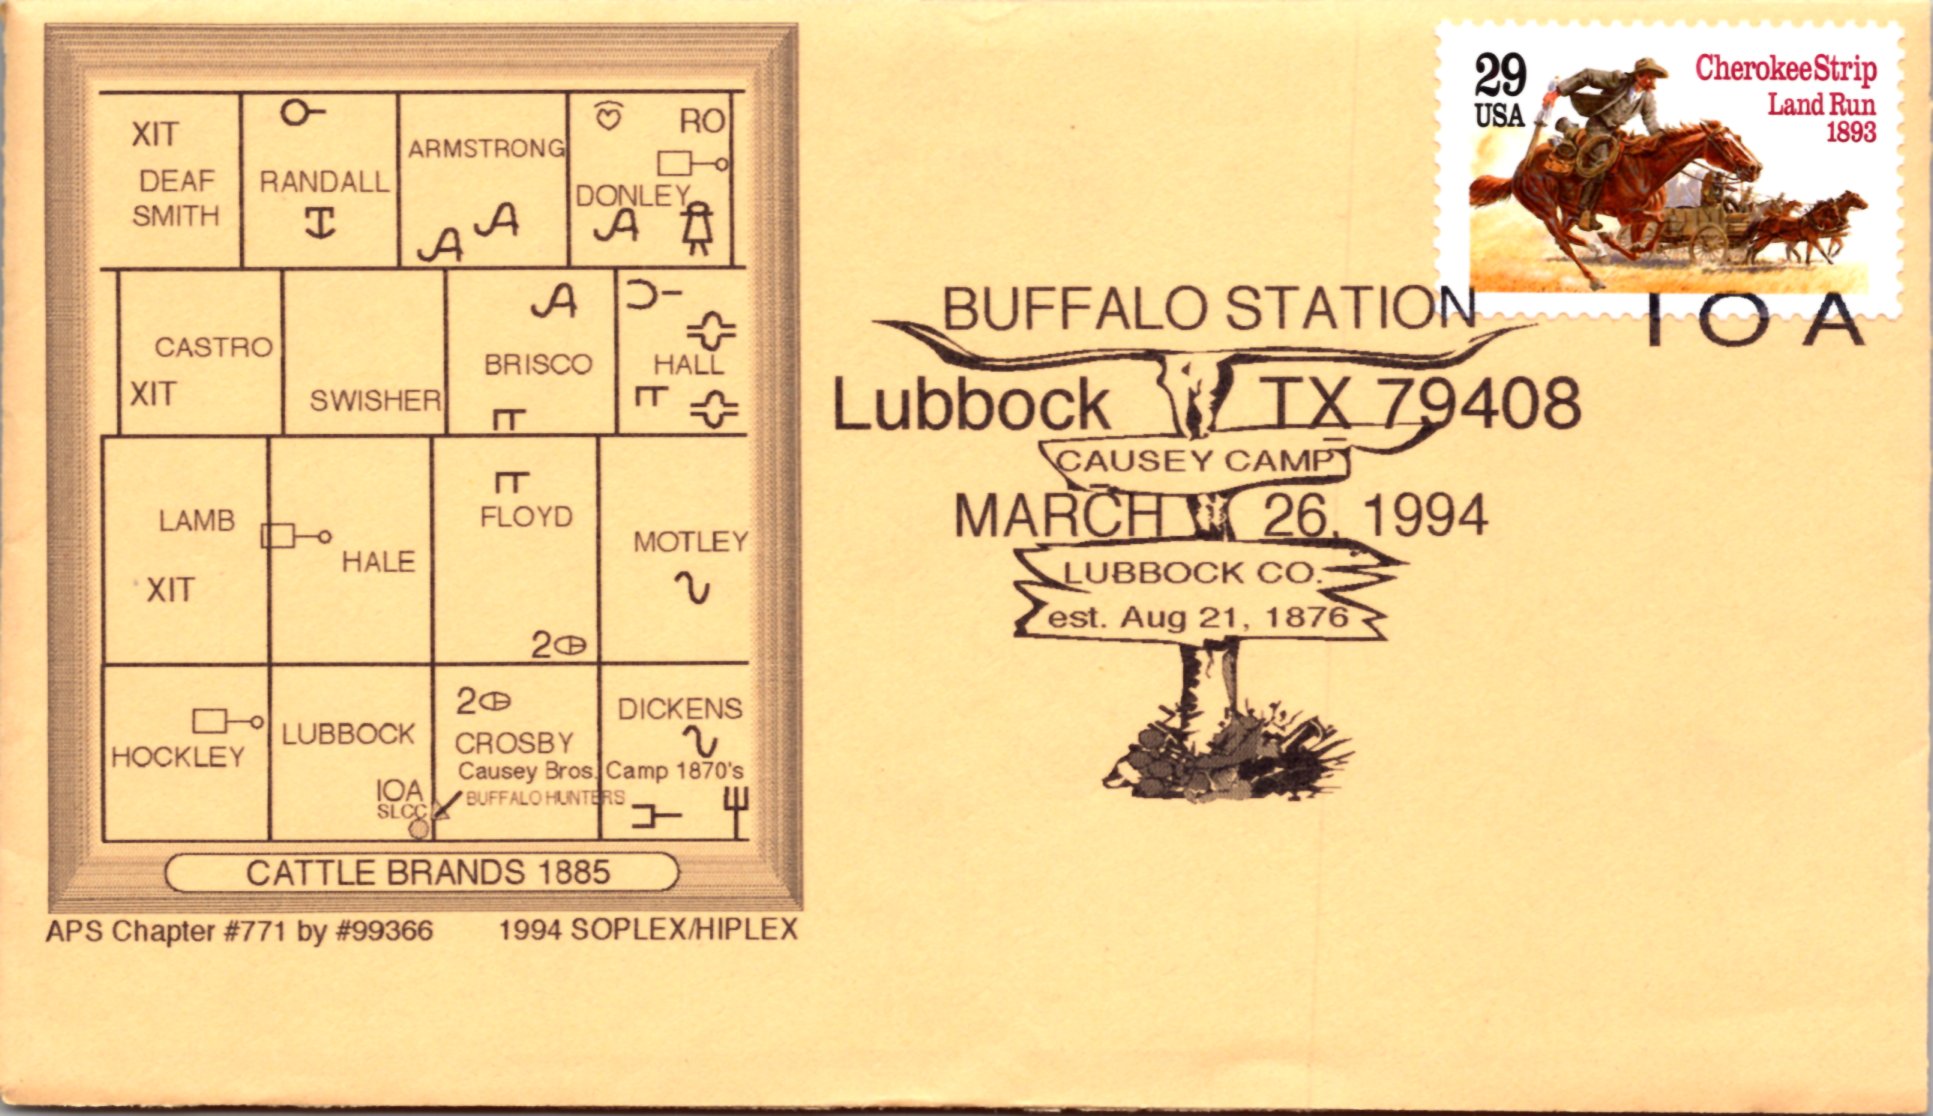 XIT
DEAF
SMITH
RANDALL
ARMSTRONG
RO
DONLEY
CASTRO
XIT
SWISHER
BRISCO
HALL
LAMB
XIT
HALE
FLOYD
2
MOTLEY
HOCKLEY
LUBBOCK
IOA
SLCC
2
CROSBY
DICKENS
Causey Bros. Camp 1870's
BUFFALO HUNTERS
CATTLE BRANDS 1885
APS Chapter #771 by #99366 1994 SOPLEX/HIPLEX
BUFFALO STATION
Lubbock TX 79408
CAUSEY CAMP
MARCH 26, 1994
LUBBOCK CO.
est. Aug 21, 1876
29
USA
Cherokee Strip
Land Run
1893
IOA